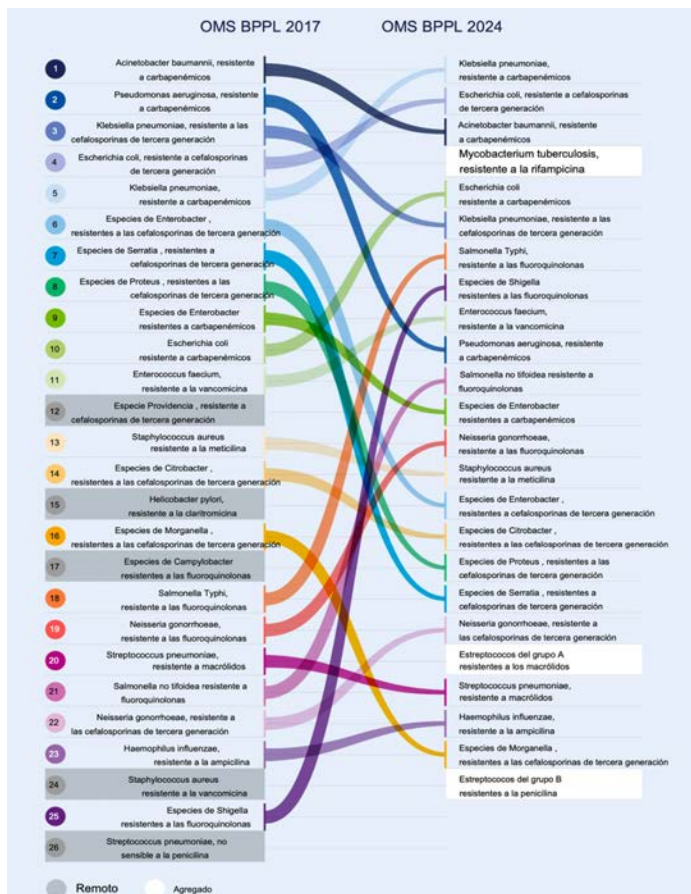 OMS BPPL 2017
OMS BPPL 2024
1
Acinetobacter baumannii, resistente
a carbapenémicos
2
Pseudomonas aeruginosa, resistente
a carbapenémicos
3
Klebsiella pneumoniae, resistente a las
cefalosporinas de tercera generación
4
Escherichia coli, resistente a cefalosporinas
de tercera generación
5
Klebsiella pneumoniae,
resistente a carbapenémicos
6
Especies de Enterobacter ,
resistentes a las cefalosporinas de tercera generación
7
Especies de Serratia , resistentes a
cefalosporinas de tercera generación
8
Especies de Proteus , resistentes a las
cefalosporinas de tercera generación
9
Especies de Enterobacter
resistentes a carbapenémicos
10
Escherichia coli
resistente a carbapenémicos
11
Enterococcus faecium,
resistente a la vancomicina
12
Especie Providencia , resistente a
cefalosporinas de tercera generación
13
Staphylococcus aureus
resistente a la meticilina
14
Especies de Citrobacter ,
resistentes a las cefalosporinas de tercera generación
15
Helicobacter pylori,
resistente a la claritromicina
16
Especies de Morganella ,
resistentes a las cefalosporinas de tercera generación
17
Especies de Campylobacter
resistentes a las fluoroquinolonas
18
Salmonella Typhi,
resistente a las fluoroquinolonas
19
Neisseria gonorrhoeae,
resistente a las fluoroquinolonas
20
Streptococcus pneumoniae,
resistente a macrólidos
21
Salmonella no tifoidea resistente a
fluoroquinolonas
22
Neisseria gonorrhoeae, resistente a
las cefalosporinas de tercera generación
23
Haemophilus influenzae,
resistente a la ampicilina
24
Staphylococcus aureus
resistente a la vancomicina
25
Especies de Shigella
resistentes a las fluoroquinolonas
26
Streptococcus pneumoniae, no
sensible a la penicilina
Klebsiella pneumoniae,
resistente a carbapenémicos
Escherichia coli, resistente a cefalosporinas
de tercera generación
Acinetobacter baumannii, resistente
a carbapenémicos
Mycobacterium tuberculosis,
resistente a la rifampicina
Escherichia coli
resistente a carbapenémicos
Klebsiella pneumoniae, resistente a las
cefalosporinas de tercera generación
Salmonella Typhi,
resistente a las fluoroquinolonas
Especies de Shigella
resistentes a las fluoroquinolonas
Enterococcus faecium,
resistente a la vancomicina
Pseudomonas aeruginosa, resistente
a carbapenémicos
Salmonella no tifoidea resistente a
fluoroquinolonas
Especies de Enterobacter
resistentes a carbapenémicos
Neisseria gonorrhoeae,
resistente a las fluoroquinolonas
Staphylococcus aureus
resistente a la meticilina
Especies de Enterobacter ,
resistentes a cefalosporinas de tercera generación
Especies de Citrobacter ,
resistentes a las cefalosporinas de tercera generación
Especies de Proteus , resistentes a las
cefalosporinas de tercera generación
Especies de Serratia , resistentes a
cefalosporinas de tercera generación
Neisseria gonorrhoeae, resistente a
las cefalosporinas de tercera generación
Estreptococos del grupo A
resistentes a los macrólidos
Streptococcus pneumoniae,
resistente a macrólidos
Haemophilus influenzae,
resistente a la ampicilina
Especies de Morganella ,
resistentes a las cefalosporinas de tercera generación
Estreptococos del grupo B
resistentes a la penicilina
Remoto
Agregado